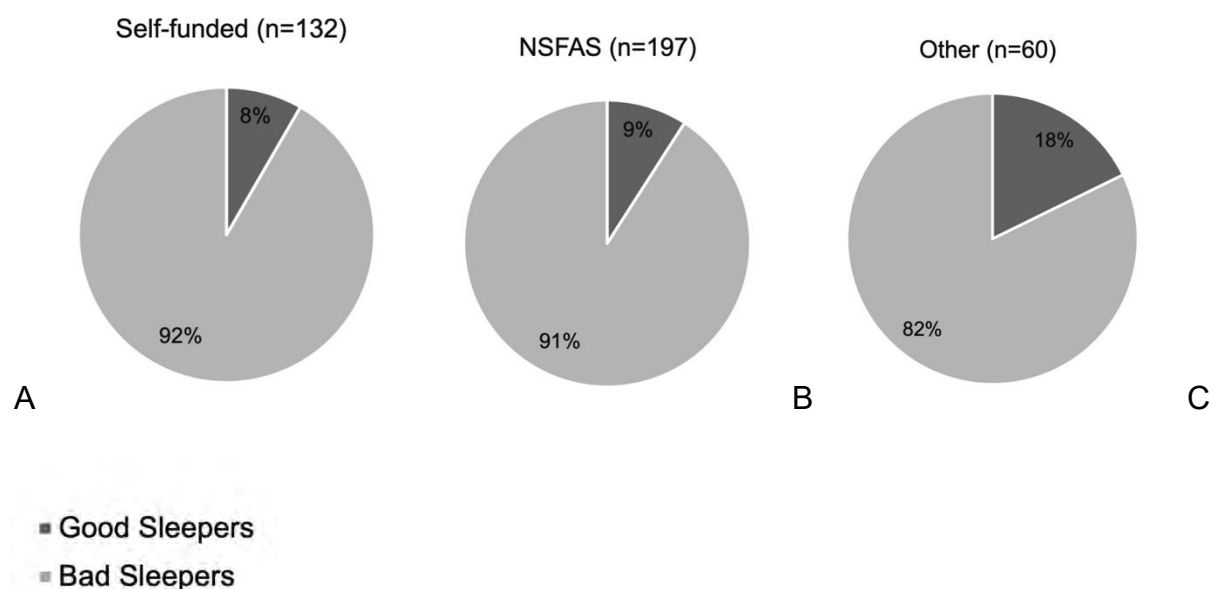 Self-funded (n=132)
NSFAS (n=197)
Other (n=60)
8%
92%
9%
91%
18%
82%
A
B
C
Good Sleepers
Bad Sleepers